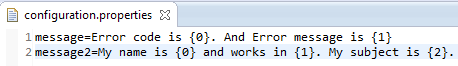 configuration.properties
1 message=Error code is {0}. And Error message is {1}
2 message2=My name is {0} and works in {1}. My subject is {2}.